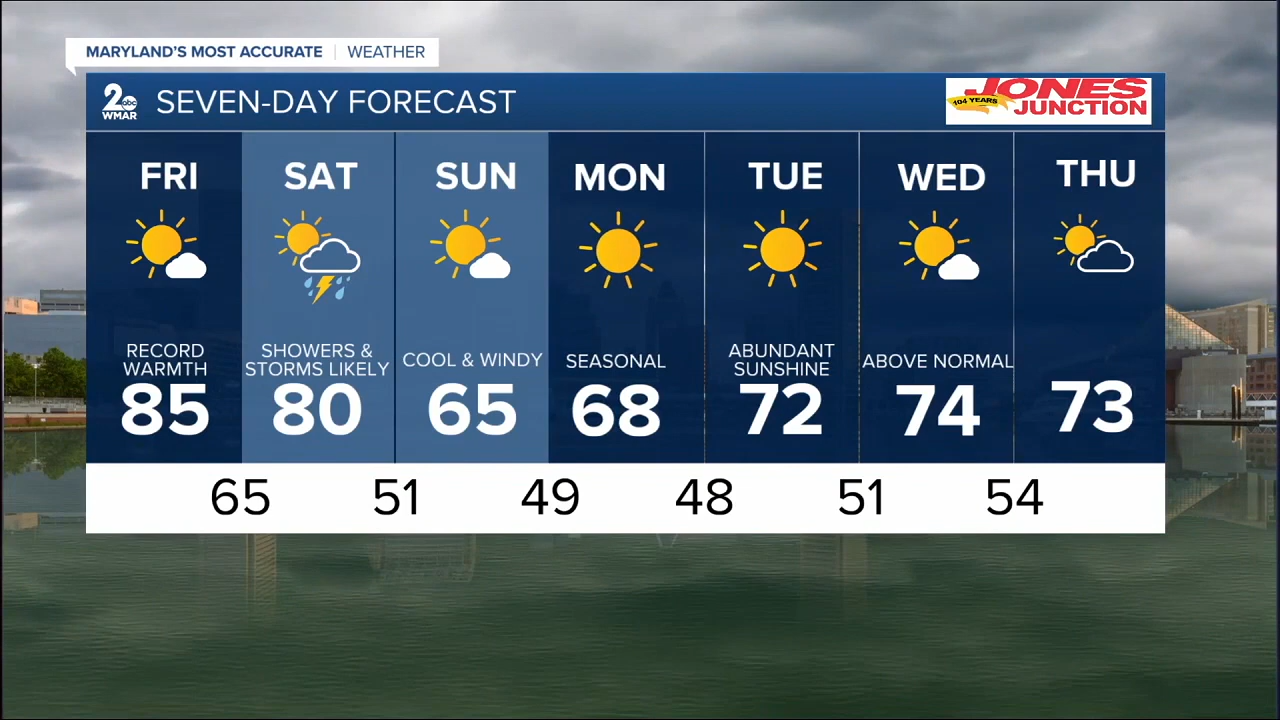 MARYLAND'S MOST ACCURATE | WEATHER
2 abc
WMAR
SEVEN-DAY FORECAST
JONES
104 YEARS
JUNCTION
FRI
SAT
SUN
MON
TUE
WED
THU
RECORD
WARMTH
85
SHOWERS &
STORMS LIKELY
80
COOL & WINDY
65
SEASONAL
68
ABUNDANT
SUNSHINE
72
ABOVE NORMAL
74
73
65
51
49
48
51
54